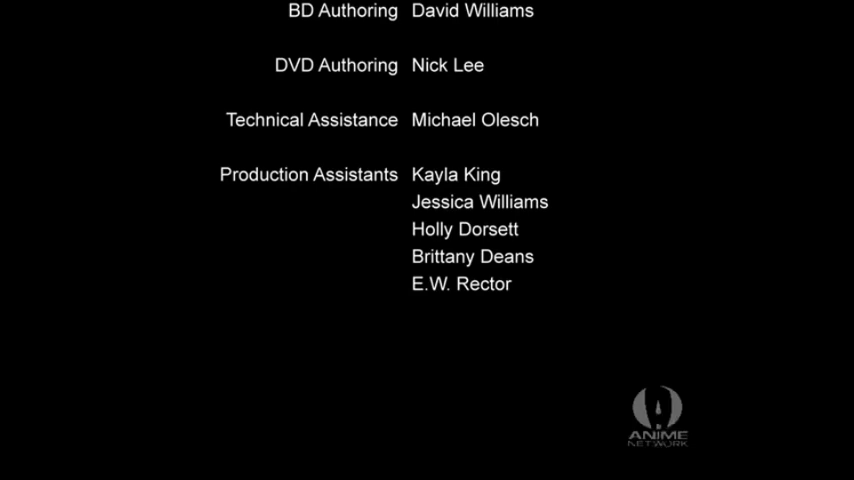 BD Authoring David Williams
DVD Authoring Nick Lee
Technical Assistance Michael Olesch
Production Assistants Kayla King
Jessica Williams
Holly Dorsett
Brittany Deans
E.W. Rector
ANIME
NETWORK